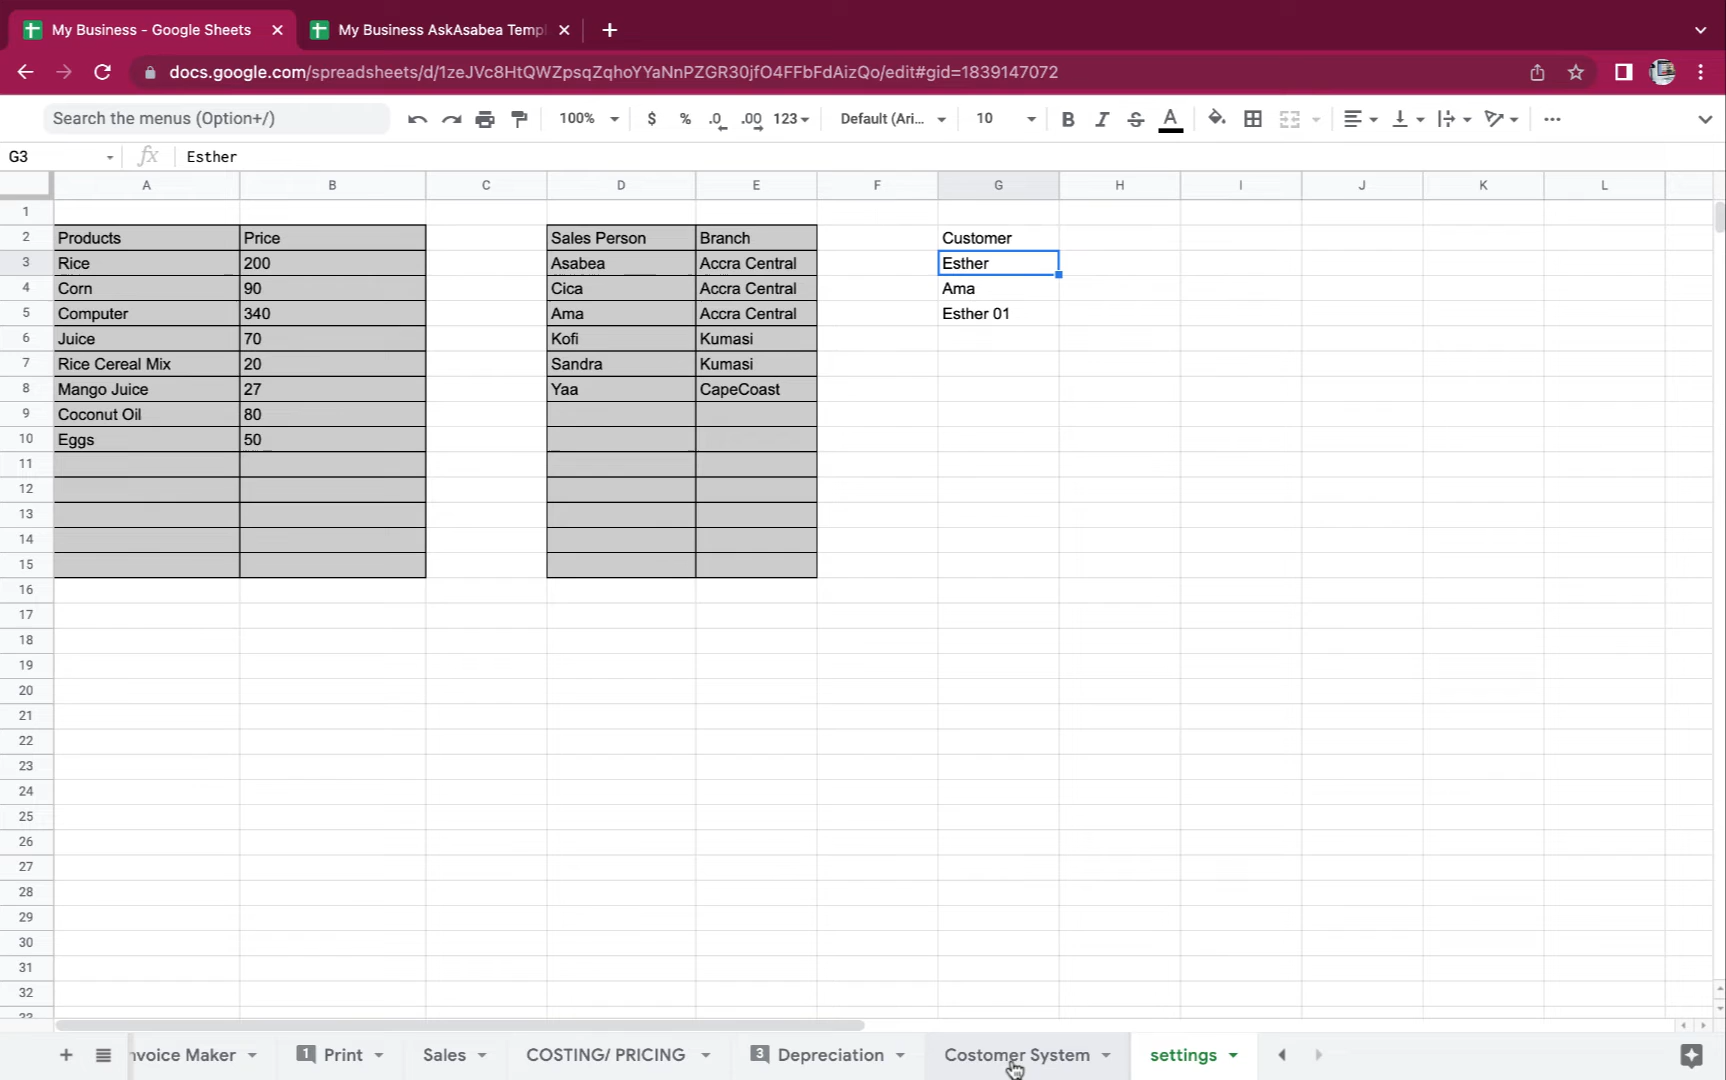 My Business - Google Sheets
My Business AskAsabea Templ
docs.google.com/spreadsheets/d/1zeJVc8HtQWZpsqZqhoYYaNnPZGR30jfO4FFbFdAizQo/edit#gid=1839147072
Search the menus (Option+/) 100% $ % .0 .00 123 Default (Ari... 10 B I S A
G3 fx Esther
A B C D E F G H I J K L
1
2 Products Price Sales Person Branch Customer
3 Rice 200 Asabea Accra Central Esther
4 Corn 90 Cica Accra Central Ama
5 Computer 340 Ama Accra Central Esther 01
6 Juice 70 Kofi Kumasi
7 Rice Cereal Mix 20 Sandra Kumasi
8 Mango Juice 27 Yaa CapeCoast
9 Coconut Oil 80
10 Eggs 50
11
12
13
14
15
16
17
18
19
20
21
22
23
24
25
26
27
28
29
30
31
32
33
nvoice Maker 1 Print Sales COSTING/ PRICING 3 Depreciation Costomer System settings